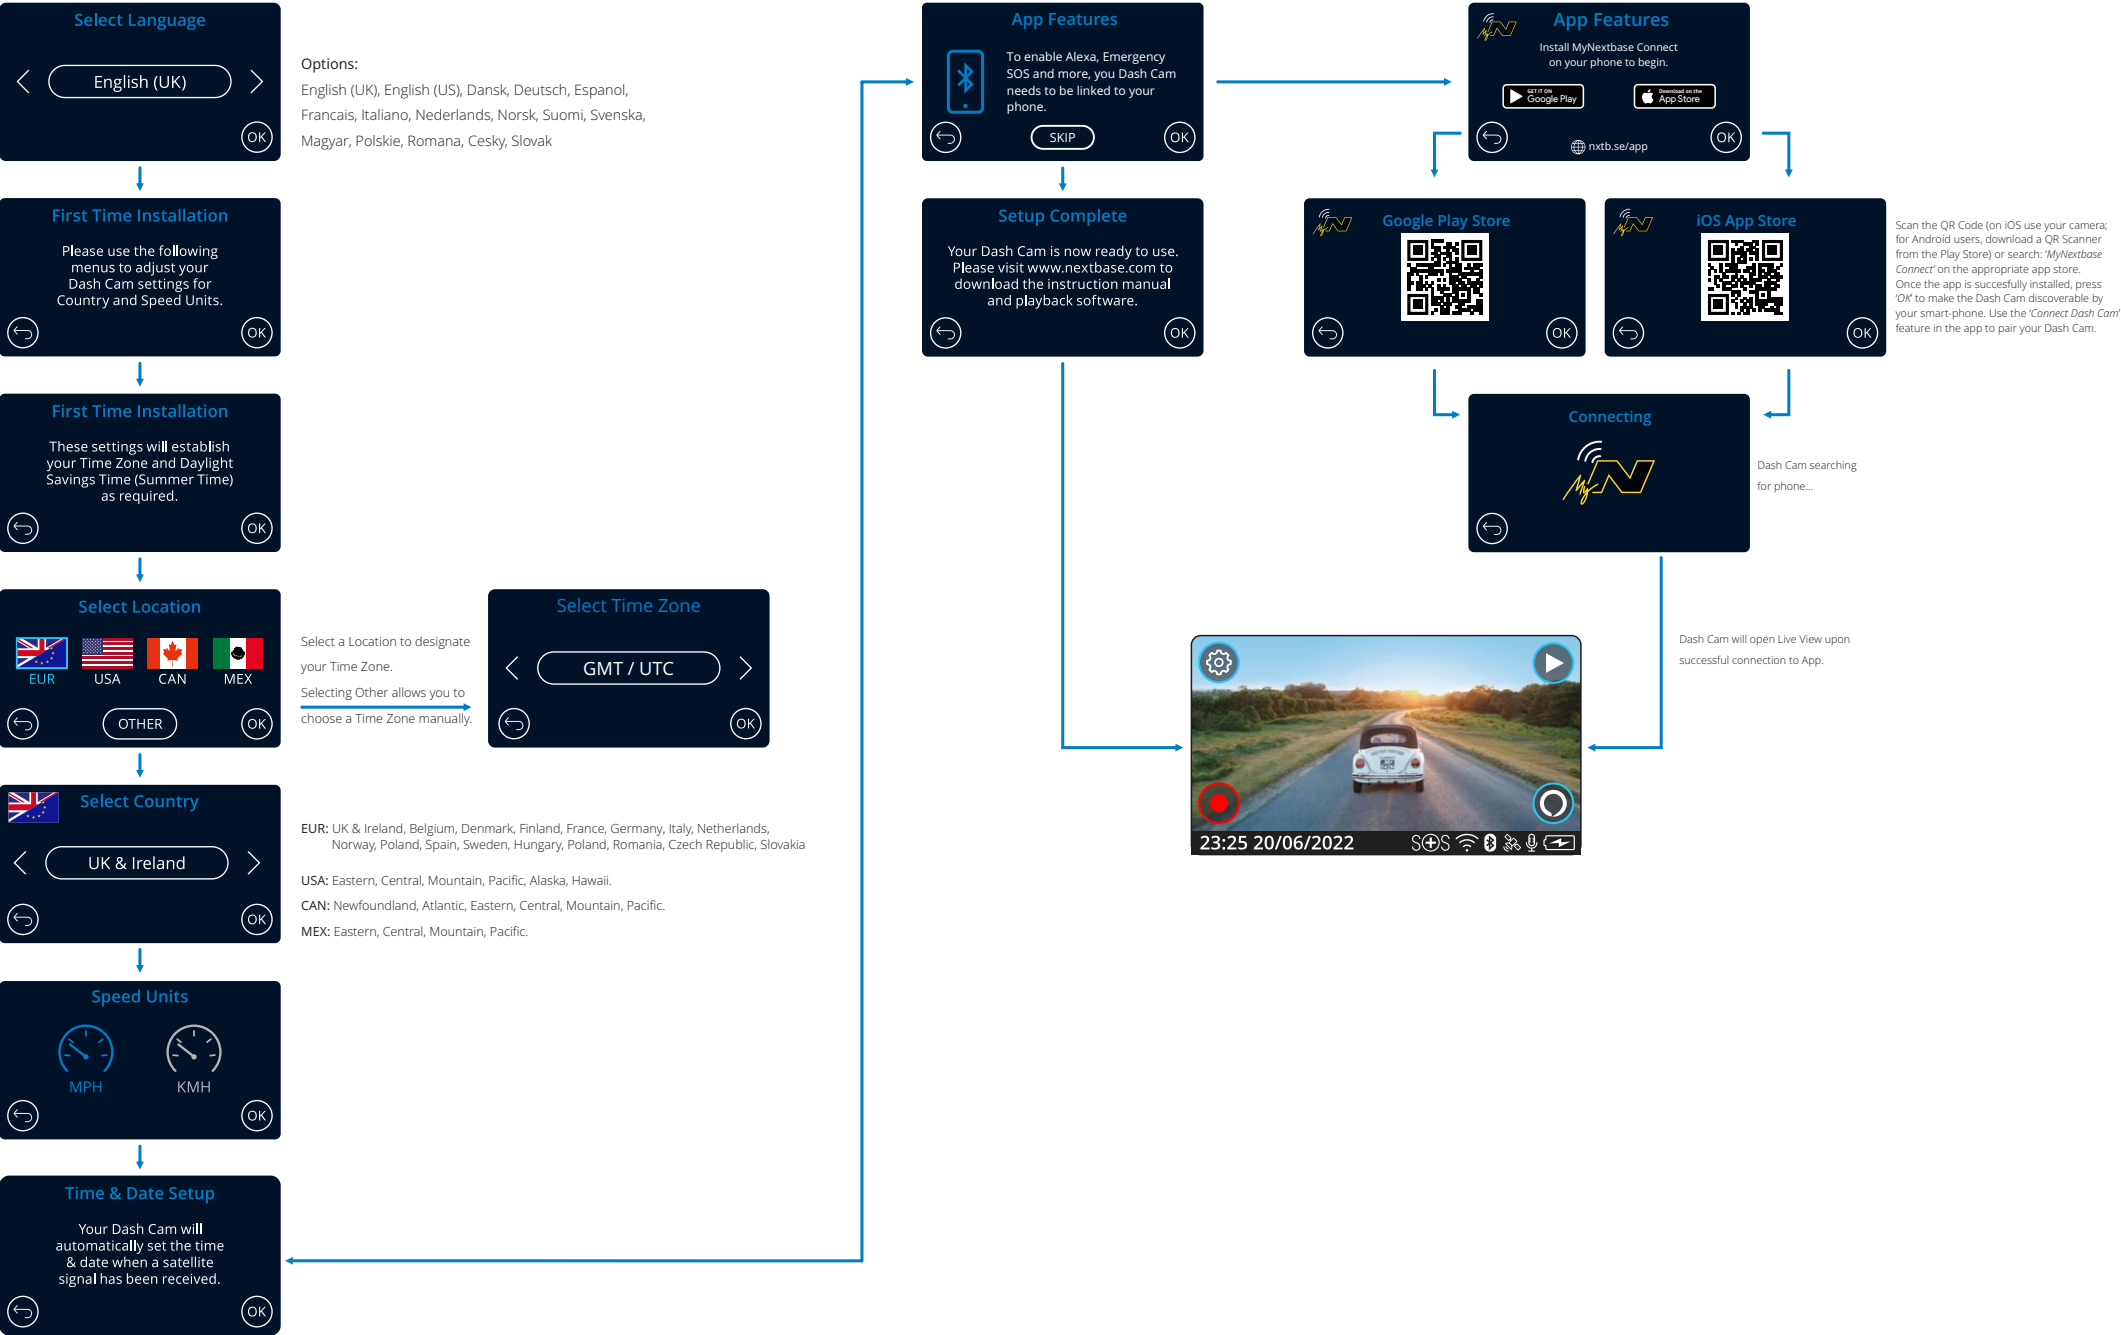 Select Language
English (UK)
OK
Options:
English (UK), English (US), Dansk, Deutsch, Espanol,
Francais, Italiano, Nederlands, Norsk, Suomi, Svenska,
Magyar, Polskie, Romana, Cesky, Slovak
First Time Installation
Please use the following
menus to adjust your
Dash Cam settings for
Country and Speed Units.
OK
First Time Installation
These settings will establish
your Time Zone and Daylight
Savings Time (Summer Time)
as required.
OK
Select Location
EUR USA CAN MEX
OTHER
OK
Select a Location to designate
your Time Zone.
Selecting Other allows you to
choose a Time Zone manually.
Select Time Zone
GMT / UTC
OK
Select Country
UK & Ireland
OK
EUR: UK & Ireland, Belgium, Denmark, Finland, France, Germany, Italy, Netherlands,
Norway, Poland, Spain, Sweden, Hungary, Poland, Romania, Czech Republic, Slovakia
USA: Eastern, Central, Mountain, Pacific, Alaska, Hawaii.
CAN: Newfoundland, Atlantic, Eastern, Central, Mountain, Pacific.
MEX: Eastern, Central, Mountain, Pacific.
Speed Units
MPH KMH
OK
Time & Date Setup
Your Dash Cam will
automatically set the time
& date when a satellite
signal has been received.
OK
App Features
To enable Alexa, Emergency
SOS and more, you Dash Cam
needs to be linked to your
phone.
SKIP
OK
Setup Complete
Your Dash Cam is now ready to use.
Please visit www.nextbase.com to
download the instruction manual
and playback software.
OK
My N
App Features
Install MyNextbase Connect
on your phone to begin.
GET IT ON
Google Play
Download on the
App Store
nxtb.se/app
OK
My N
Google Play Store
OK
My N
iOS App Store
OK
Scan the QR Code (on iOS use your camera;
for Android users, download a QR Scanner
from the Play Store) or search: 'MyNextbase
Connect' on the appropriate app store.
Once the app is succesfully installed, press
'OK' to make the Dash Cam discoverable by
your smart-phone. Use the 'Connect Dash Cam'
feature in the app to pair your Dash Cam.
Connecting
My N
Dash Cam searching
for phone...
Dash Cam will open Live View upon
successful connection to App.
23:25 20/06/2022
SOS